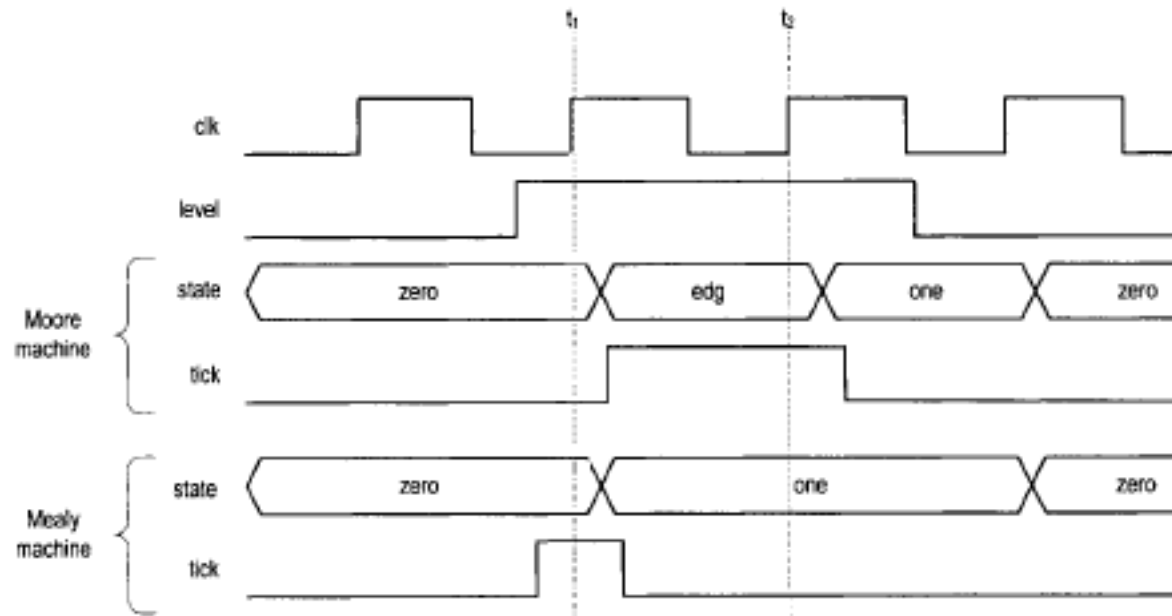 t₁ t₂
clk
level
Moore machine
state zero edg one zero
tick
Mealy machine
state zero one zero
tick